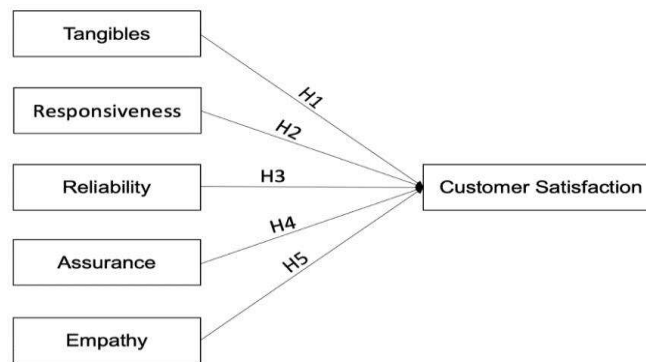 Tangibles
H1
Responsiveness
H2
Reliability
H3
Customer Satisfaction
Assurance
H4
Empathy
H5